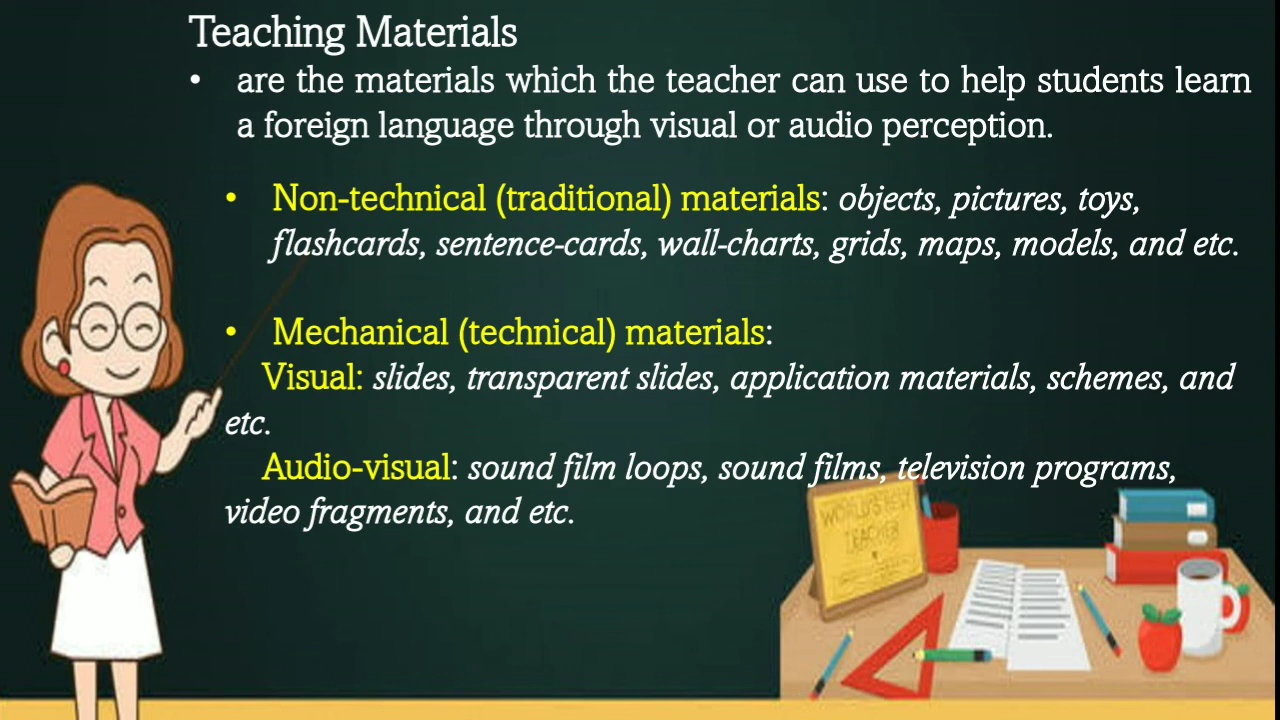 Teaching Materials
• are the materials which the teacher can use to help students learn
a foreign language through visual or audio perception.
• Non-technical (traditional) materials: objects, pictures, toys,
flashcards, sentence-cards, wall-charts, grids, maps, models, and etc.
• Mechanical (technical) materials:
Visual: slides, transparent slides, application materials, schemes, and
etc.
Audio-visual: sound film loops, sound films, television programs,
video fragments, and etc.
WORLD'S BEST
TEACHER